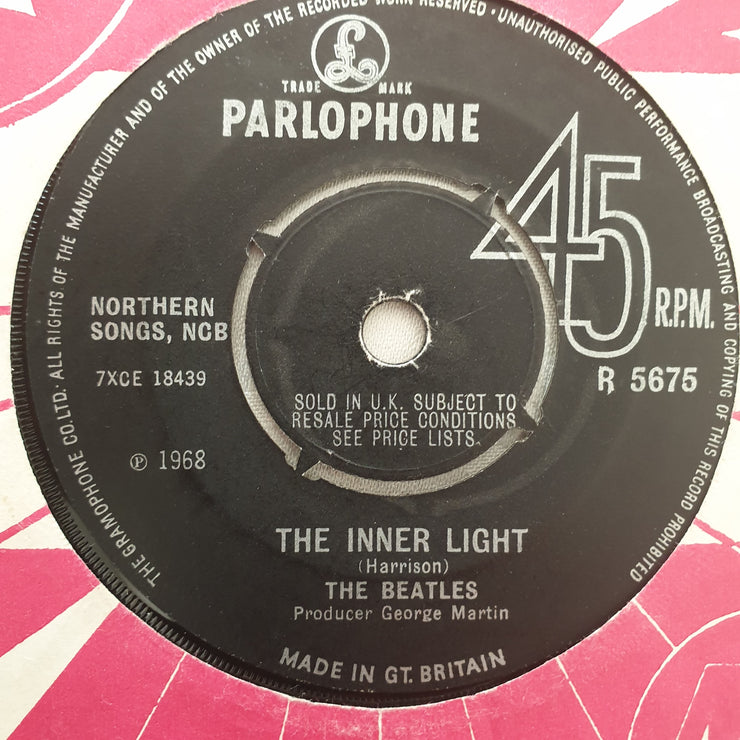 THE GRAMOPHONE CO. LTD. · ALL RIGHTS OF THE MANUFACTURER AND OF THE OWNER OF THE RECORDED WORK RESERVED · UNAUTHORISED PUBLIC PERFORMANCE BROADCASTING AND COPYING OF THIS RECORD PROHIBITED
£
TRADE MARK
PARLOPHONE
45
R.P.M.
R 5675
NORTHERN
SONGS, NCB
7XCE 18439
℗ 1968
SOLD IN U.K. SUBJECT TO
RESALE PRICE CONDITIONS
SEE PRICE LISTS
THE INNER LIGHT
(Harrison)
THE BEATLES
Producer George Martin
MADE IN GT. BRITAIN